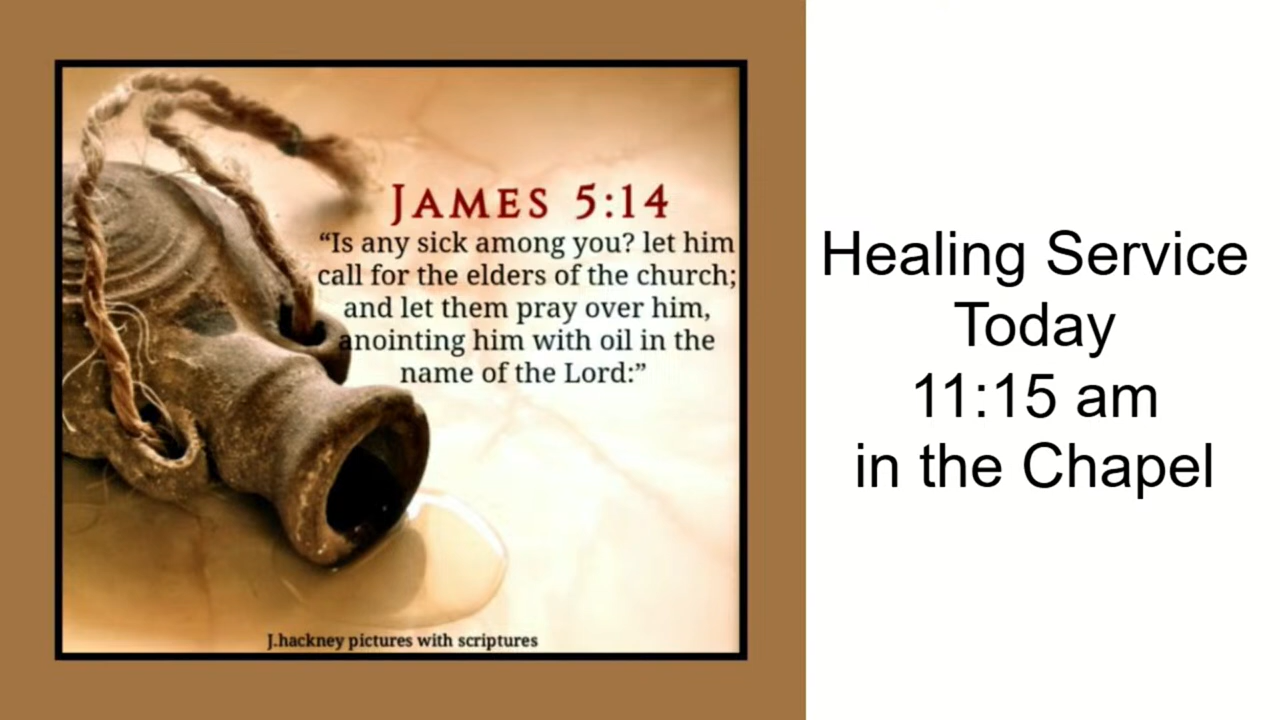 JAMES 5:14
“Is any sick among you? let him
call for the elders of the church;
and let them pray over him,
anointing him with oil in the
name of the Lord:”
J.hackney pictures with scriptures
Healing Service
Today
11:15 am
in the Chapel